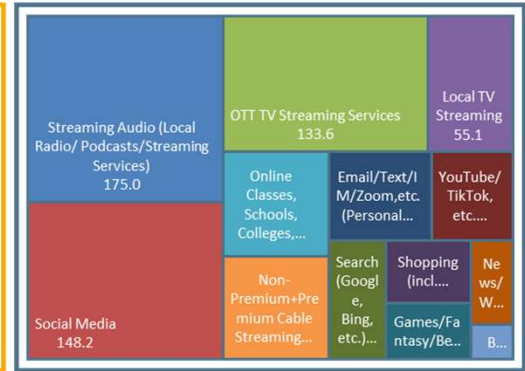 Streaming Audio (Local
Radio/ Podcasts/Streaming
Services)
175.0
Social Media
148.2
OTT TV Streaming Services
133.6
Local TV
Streaming
55.1
Online
Classes,
Schools,
Colleges,...
Non-
Premium+Pre
mium Cable
Streaming...
Email/Text/I
M/Zoom,etc.
(Personal...
YouTube/
TikTok,
etc....
Search
(Googl
e,
Bing,
etc.)...
Shopping
(incl....
Games/Fa
ntasy/Be...
Ne
ws/
W...
B...